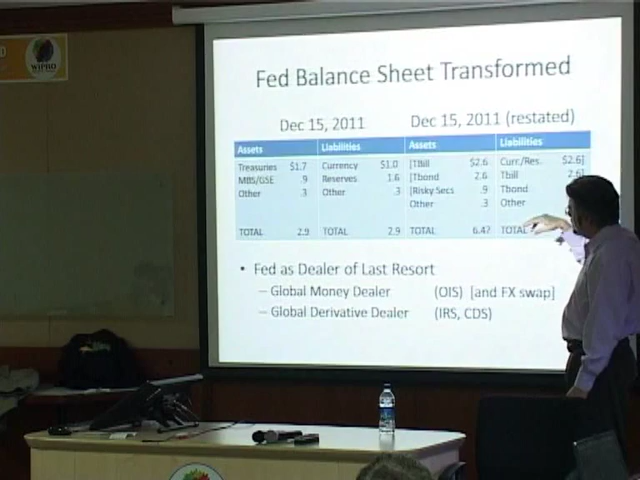 WIPRO
Fed Balance Sheet Transformed
Dec 15, 2011 Dec 15, 2011 (restated)
Assets Liabilities Assets Liabilities
Treasuries $1.7 Currency $1.0 [Tbill $2.6 Curr/Res. $2.6]
MBS/GSE .9 Reserves 1.6 [Tbond 2.6 Tbill 2.6]
Other .3 Other .3 [Risky Secs .9 Tbond
Other .3 Other
TOTAL 2.9 TOTAL 2.9 TOTAL 6.4? TOTAL
• Fed as Dealer of Last Resort
– Global Money Dealer (OIS) [and FX swap]
– Global Derivative Dealer (IRS, CDS)